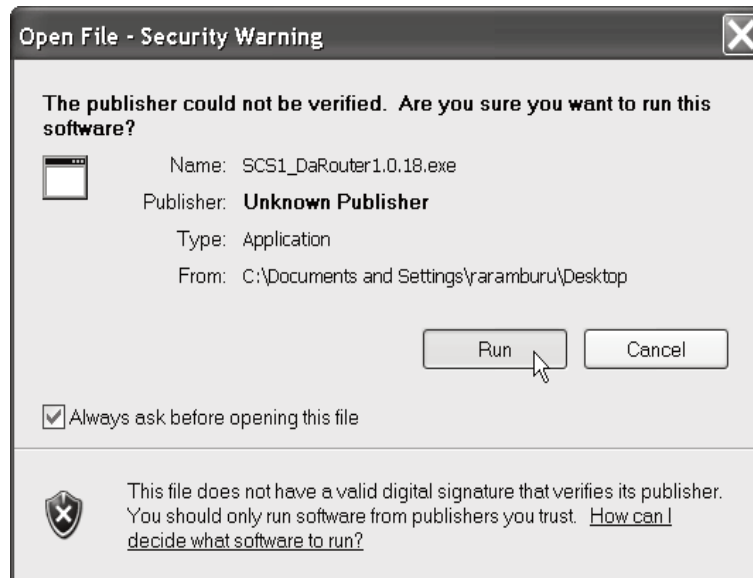 Open File - Security Warning
The publisher could not be verified. Are you sure you want to run this
software?
Name: SCS1_DaRouter1.0.18.exe
Publisher: Unknown Publisher
Type: Application
From: C:\Documents and Settings\raramburu\Desktop
Run Cancel
Always ask before opening this file
This file does not have a valid digital signature that verifies its publisher.
You should only run software from publishers you trust. How can I
decide what software to run?